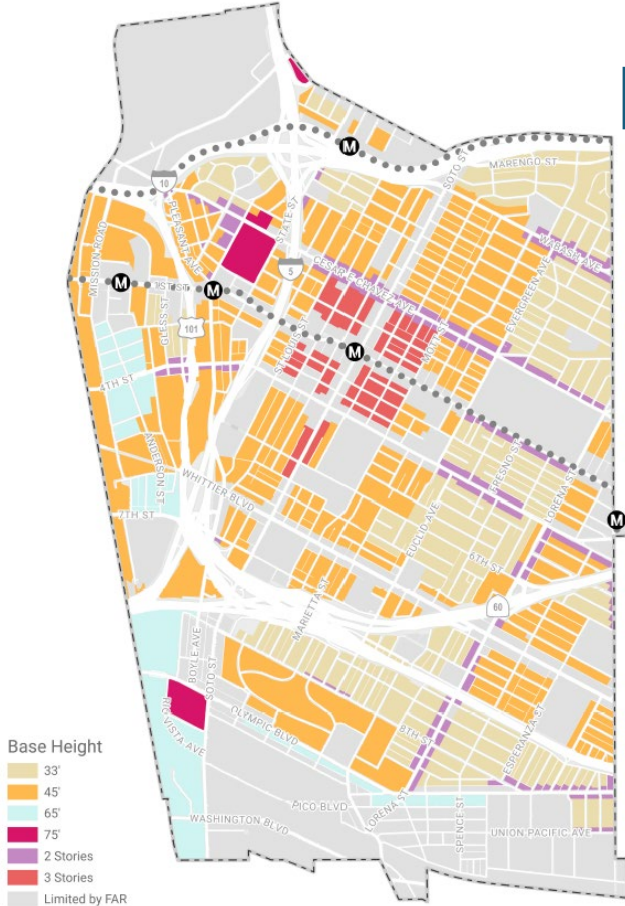 SOTO ST
MARENGO ST
WABASH AVE
10
PLEASANT AVE
STATE ST
MISSION ROAD
5
CESAR E CHAVEZ AVE
EVERGREEN AVE
M
M
M
1ST ST
GLESS ST
101
ST LOUIS ST
MOTT ST
M
4TH ST
ANDERSON ST
WHITTIER BLVD
FRESNO ST
LORENA ST
7TH ST
EUCLID AVE
M
6TH ST
60
MARIETTA ST
BOYLE AVE
SOTO ST
RIO VISTA AVE
OLYMPIC BLVD
8TH ST
ESPERANZA ST
PICO BLVD
LORENA ST
SPENCE ST
WASHINGTON BLVD
UNION PACIFIC AVE
Base Height
33'
45'
65'
75'
2 Stories
3 Stories
Limited by FAR